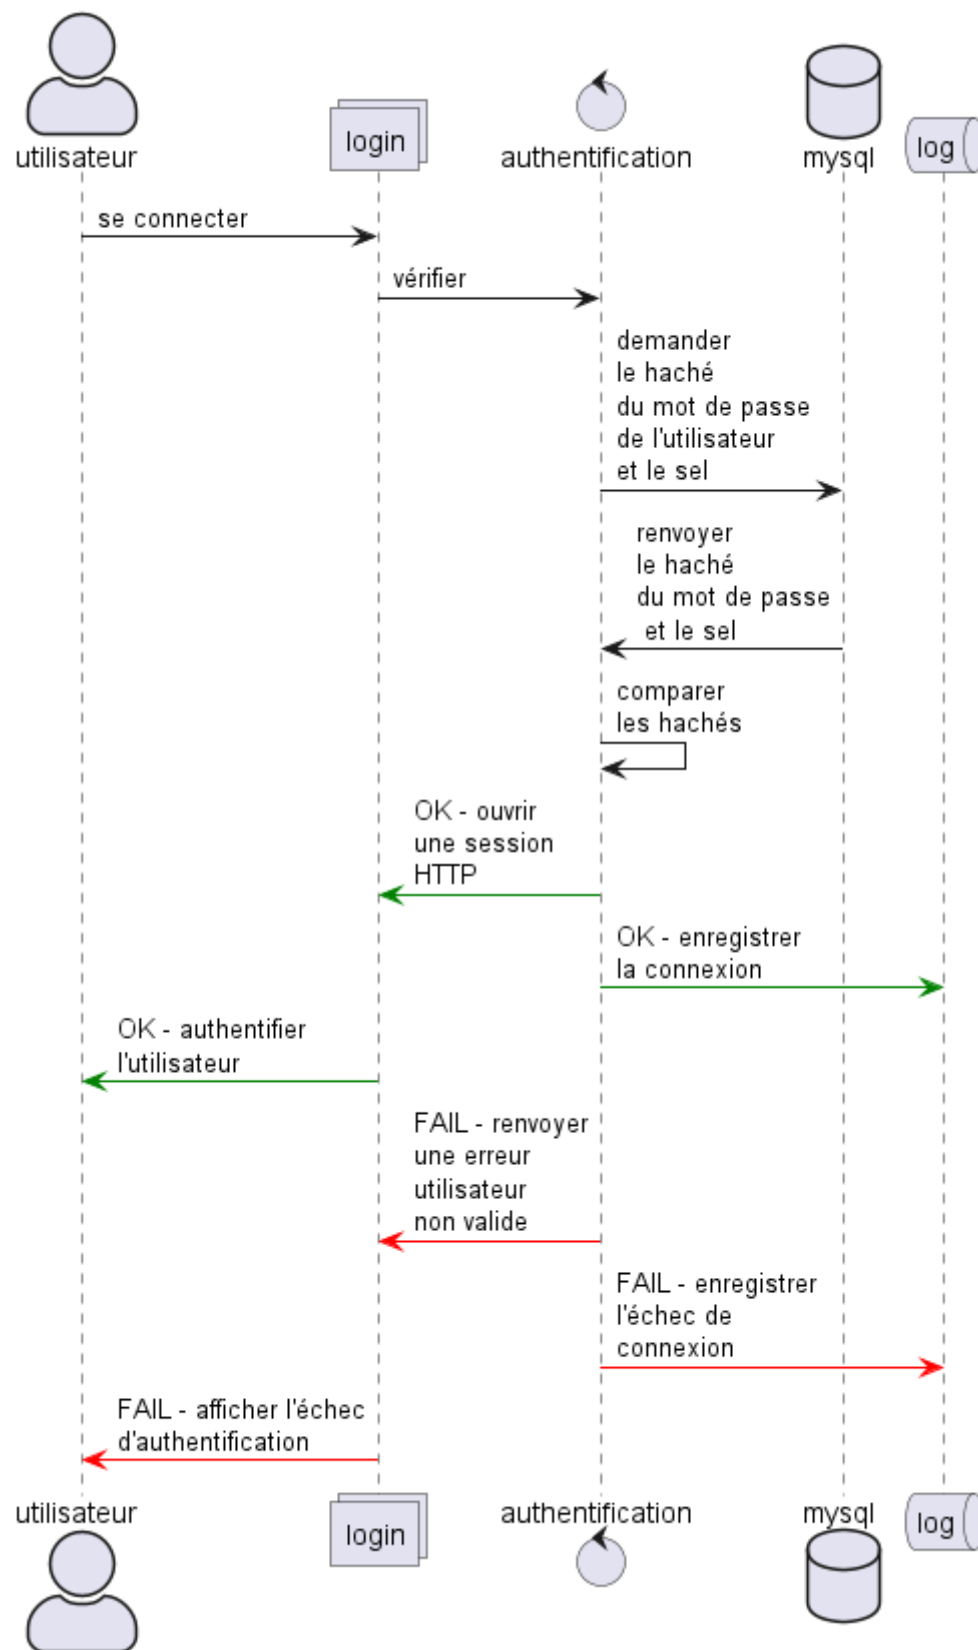 utilisateur
login
authentification
mysql
log
se connecter
vérifier
demander
le haché
du mot de passe
de l'utilisateur
et le sel
renvoyer
le haché
du mot de passe
et le sel
comparer
les hachés
OK - ouvrir
une session
HTTP
OK - enregistrer
la connexion
OK - authentifier
l'utilisateur
FAIL - renvoyer
une erreur
utilisateur
non valide
FAIL - enregistrer
l'échec de
connexion
FAIL - afficher l'échec
d'authentification
utilisateur
login
authentification
mysql
log